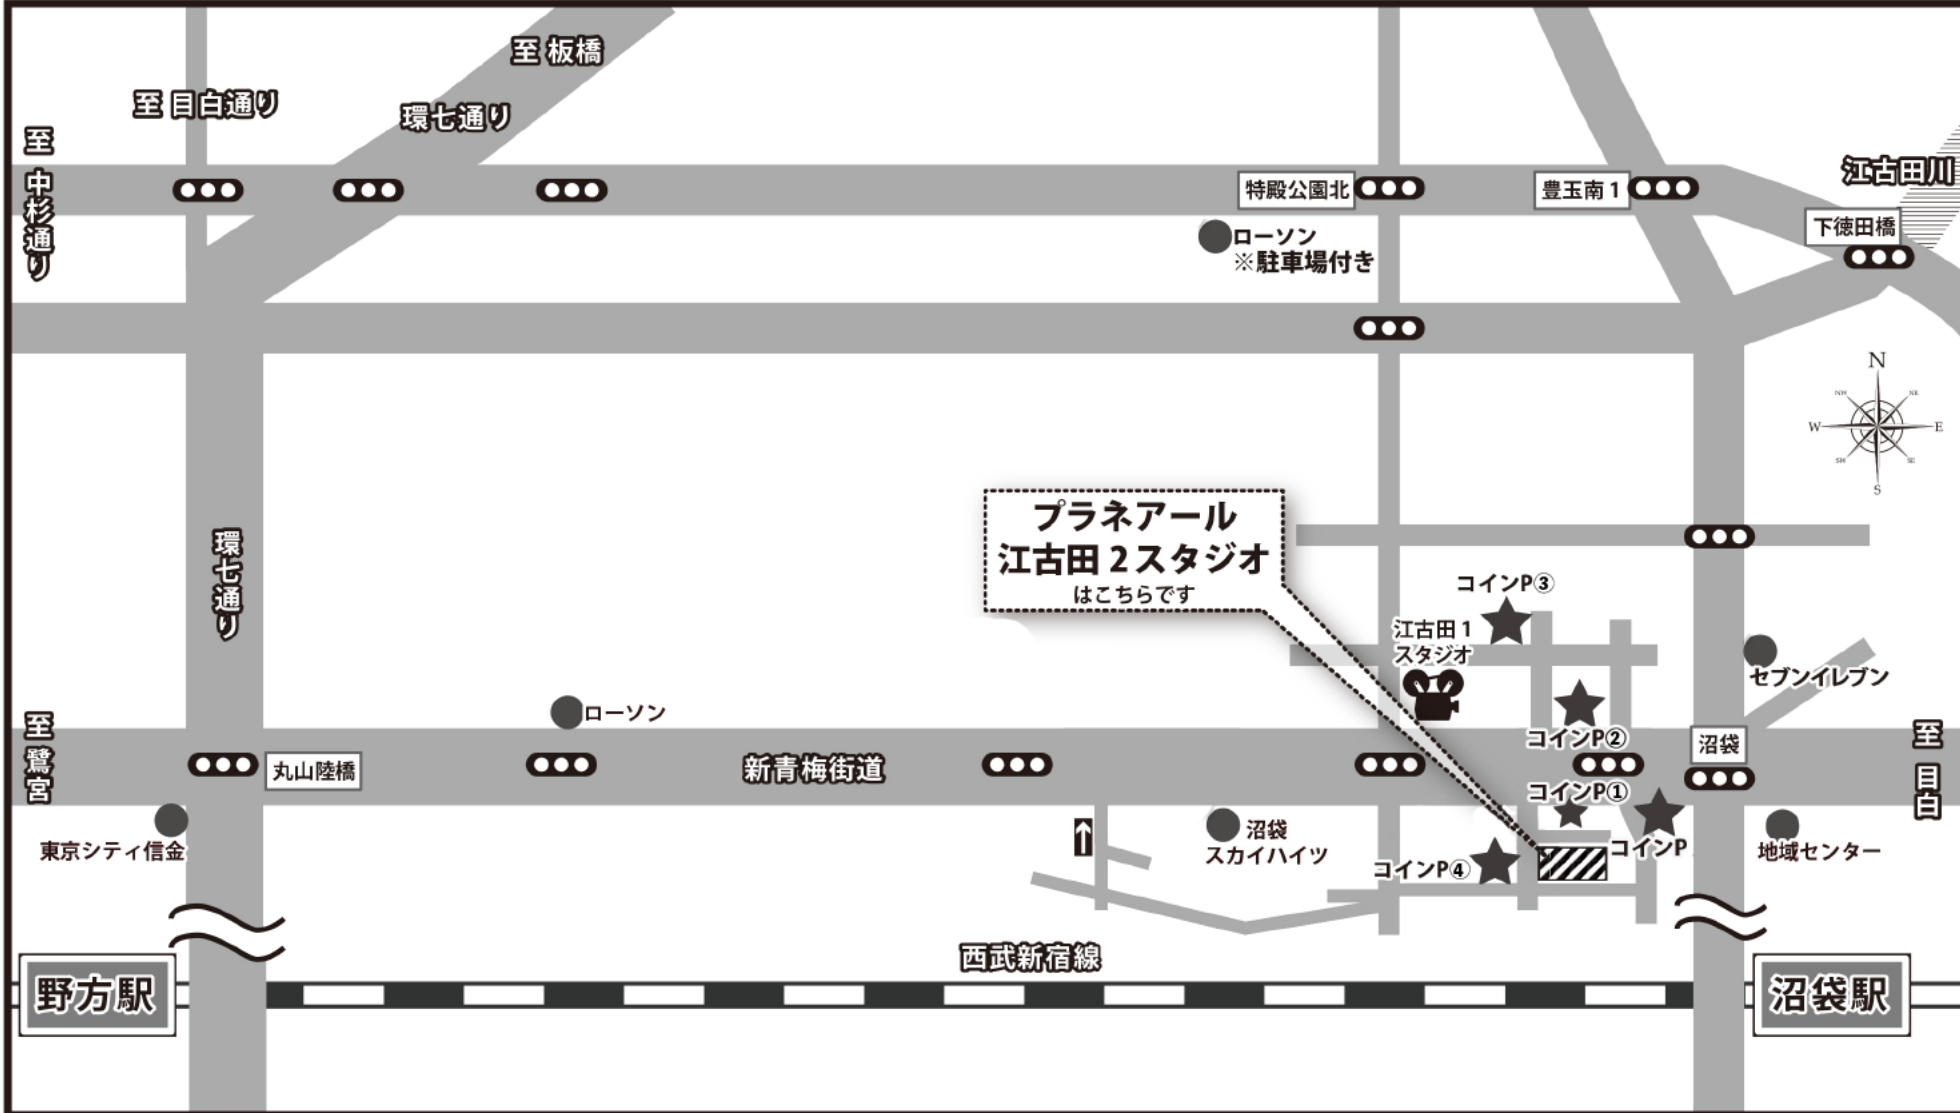 至 板橋
至 目白通り
環七通り
至 中杉通り
特殿公園北
豊玉南1
江古田川
下徳田橋
ローソン
※駐車場付き
N
NW
NE
W
E
SW
SE
S
プラネアール
江古田2スタジオ
はこちらです
環七通り
コインP③
江古田1
スタジオ
セブンイレブン
ローソン
コインP②
沼袋
至 鷺宮
丸山陸橋
新青梅街道
至 目白
コインP①
東京シティ信金
沼袋
スカイハイツ
コインP④
コインP
地域センター
西武新宿線
野方駅
沼袋駅